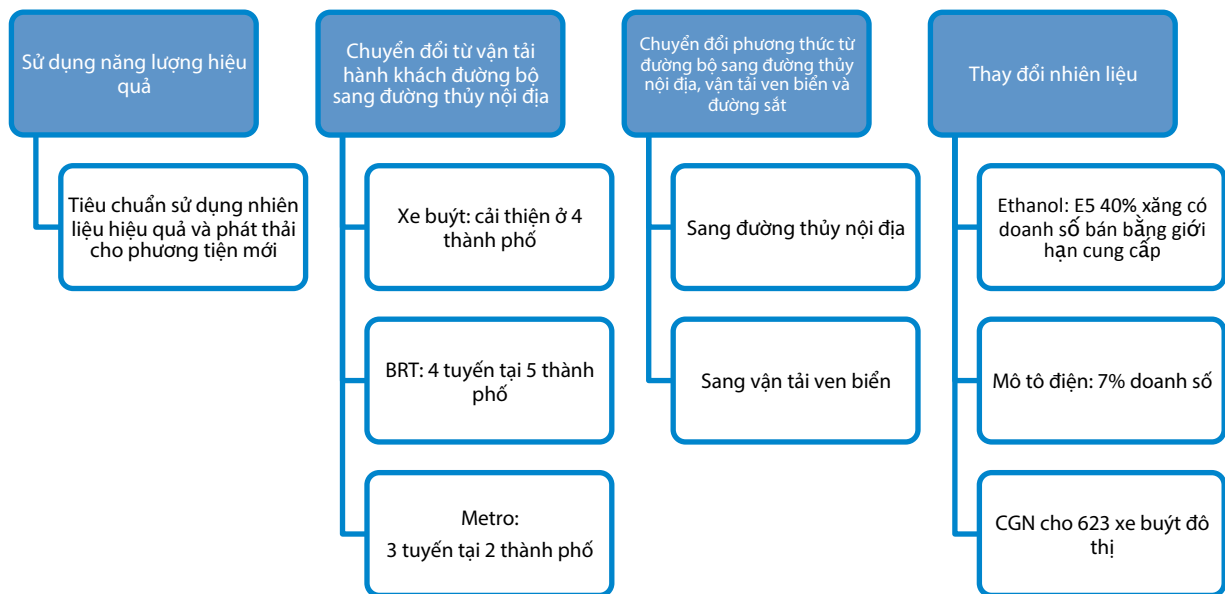 Sử dụng năng lượng hiệu
quả
Tiêu chuẩn sử dụng nhiên
liệu hiệu quả và phát thải
cho phương tiện mới
Chuyển đổi từ vận tải
hành khách đường bộ
sang đường thủy nội địa
Xe buýt: cải thiện ở 4
thành phố
BRT: 4 tuyến tại 5 thành
phố
Metro:
3 tuyến tại 2 thành phố
Chuyển đổi phương thức từ
đường bộ sang đường thủy
nội địa, vận tải ven biển và
đường sắt
Sang đường thủy nội địa
Sang vận tải ven biển
Thay đổi nhiên liệu
Ethanol: E5 40% xăng có
doanh số bán bằng giới
hạn cung cấp
Mô tô điện: 7% doanh số
CGN cho 623 xe buýt đô
thị